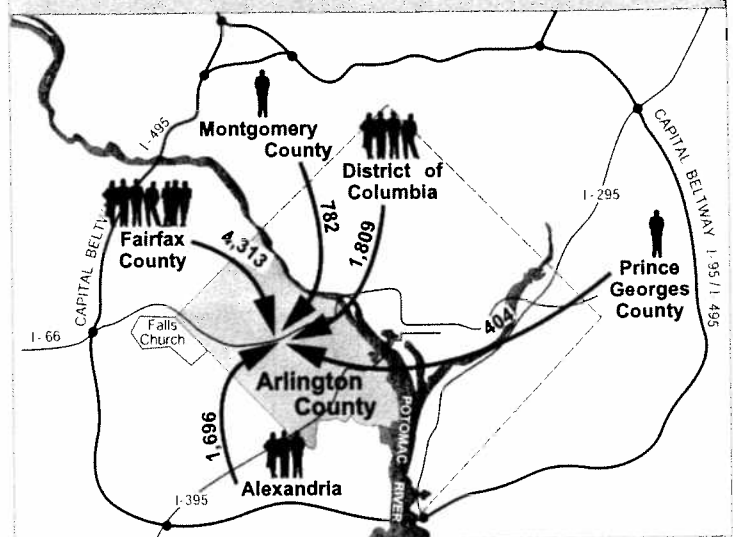 I-495
Montgomery
County
District of
Columbia
CAPITAL BELTWAY I-95 / I 495
I-295
782
1,809
4,313
Fairfax
County
CAPITAL BELTW
Prince
Georges
County
404
I-66
Falls
Church
Arlington
County
POTOMAC RIVER
1,696
Alexandria
I-395